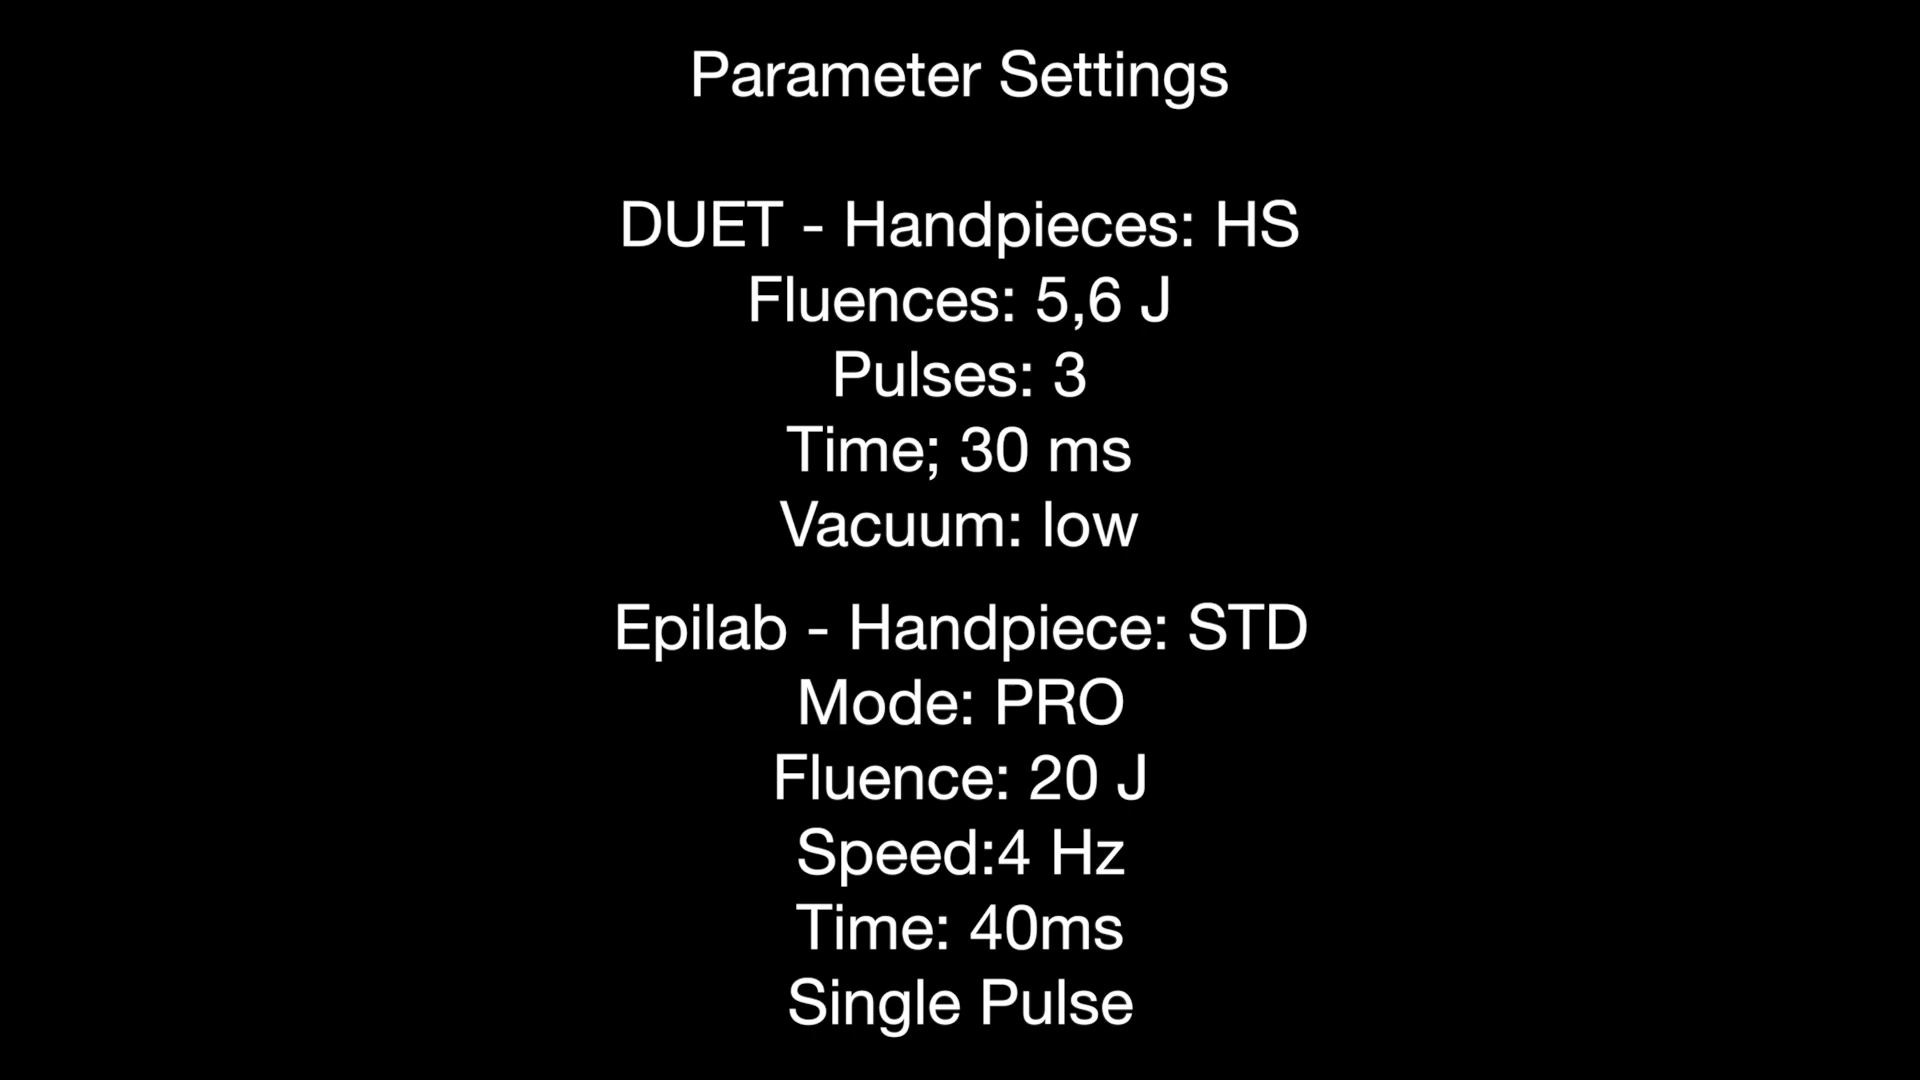 Parameter Settings
DUET - Handpieces: HS
Fluences: 5,6 J
Pulses: 3
Time; 30 ms
Vacuum: low
Epilab - Handpiece: STD
Mode: PRO
Fluence: 20 J
Speed:4 Hz
Time: 40ms
Single Pulse